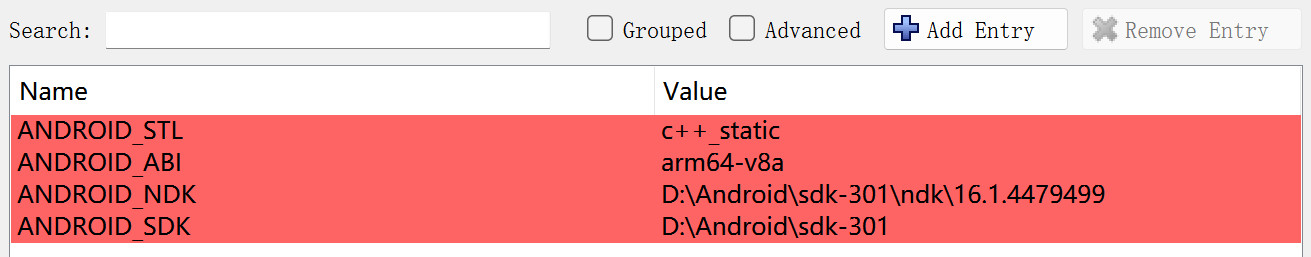 Search: Grouped Advanced Add Entry Remove Entry
Name Value
ANDROID_STL c++_static
ANDROID_ABI arm64-v8a
ANDROID_NDK D:\Android\sdk-301\ndk\16.1.4479499
ANDROID_SDK D:\Android\sdk-301